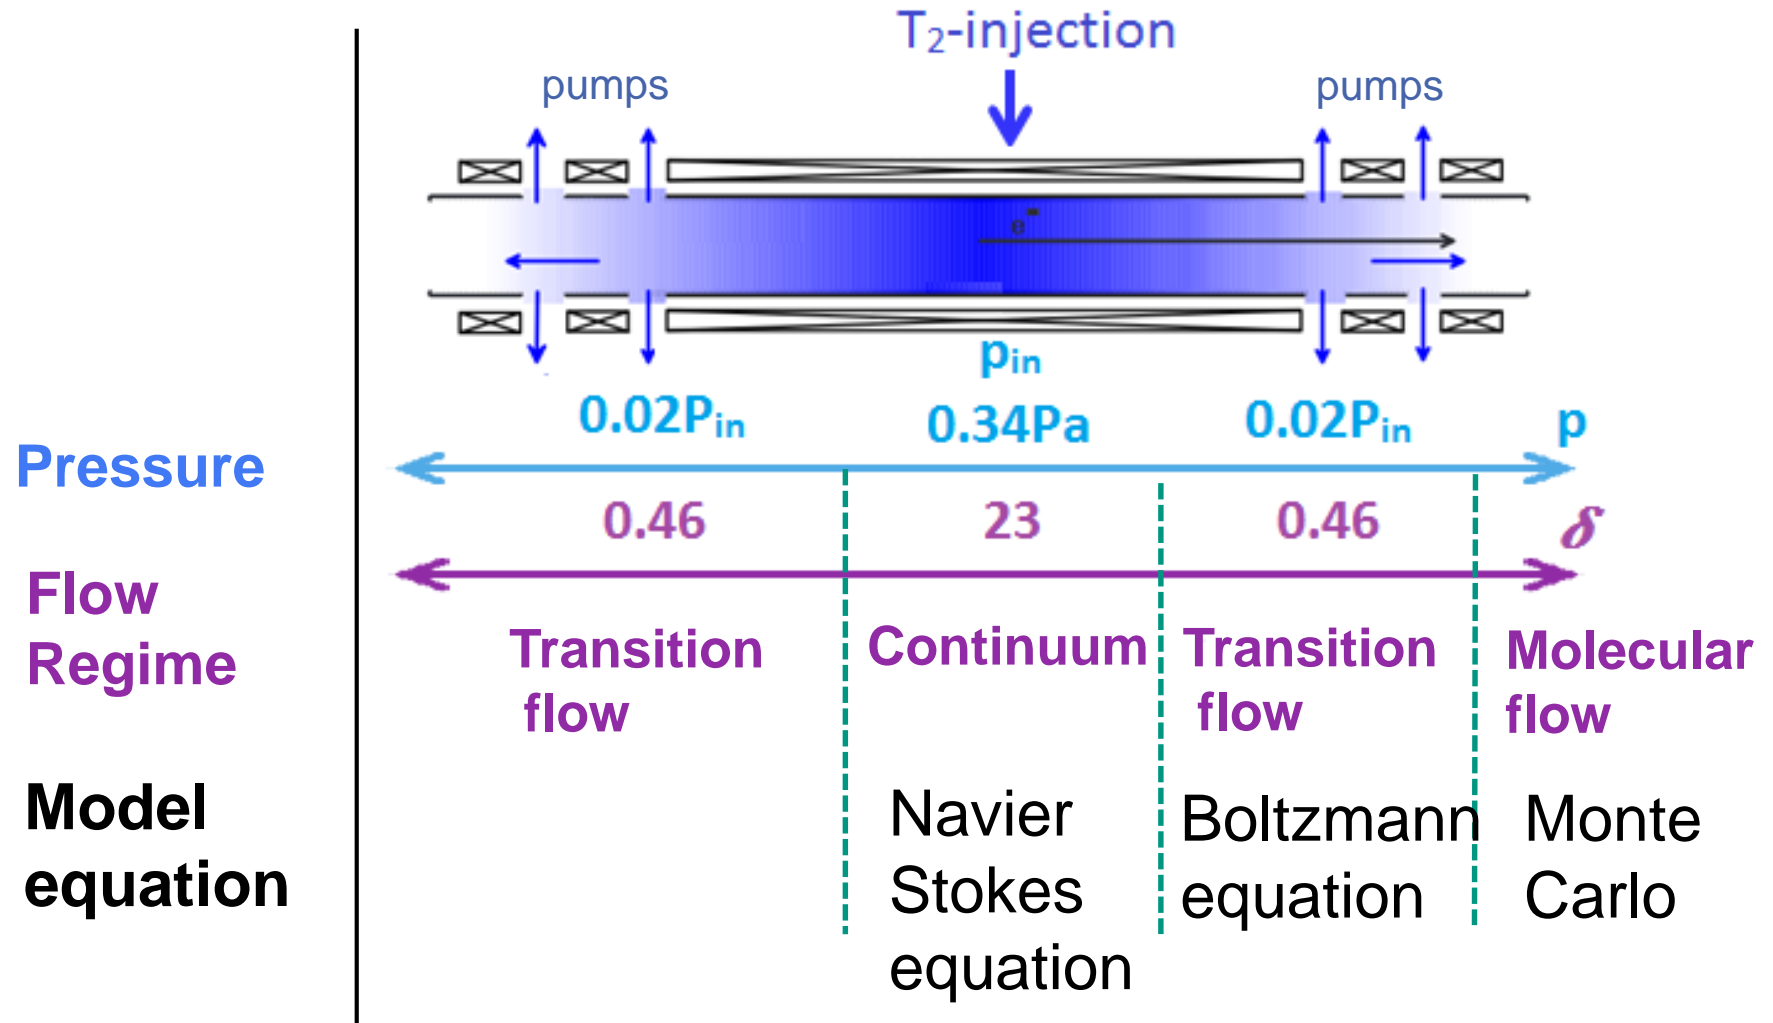 T₂-injection
pumps
pumps
e⁻
pᵢₙ
0.02Pᵢₙ
0.34Pa
0.02Pᵢₙ
p
Pressure
0.46
23
0.46
δ
Flow
Regime
Transition
flow
Continuum
Transition
flow
Molecular
flow
Model
equation
Navier
Stokes
equation
Boltzmann
equation
Monte
Carlo